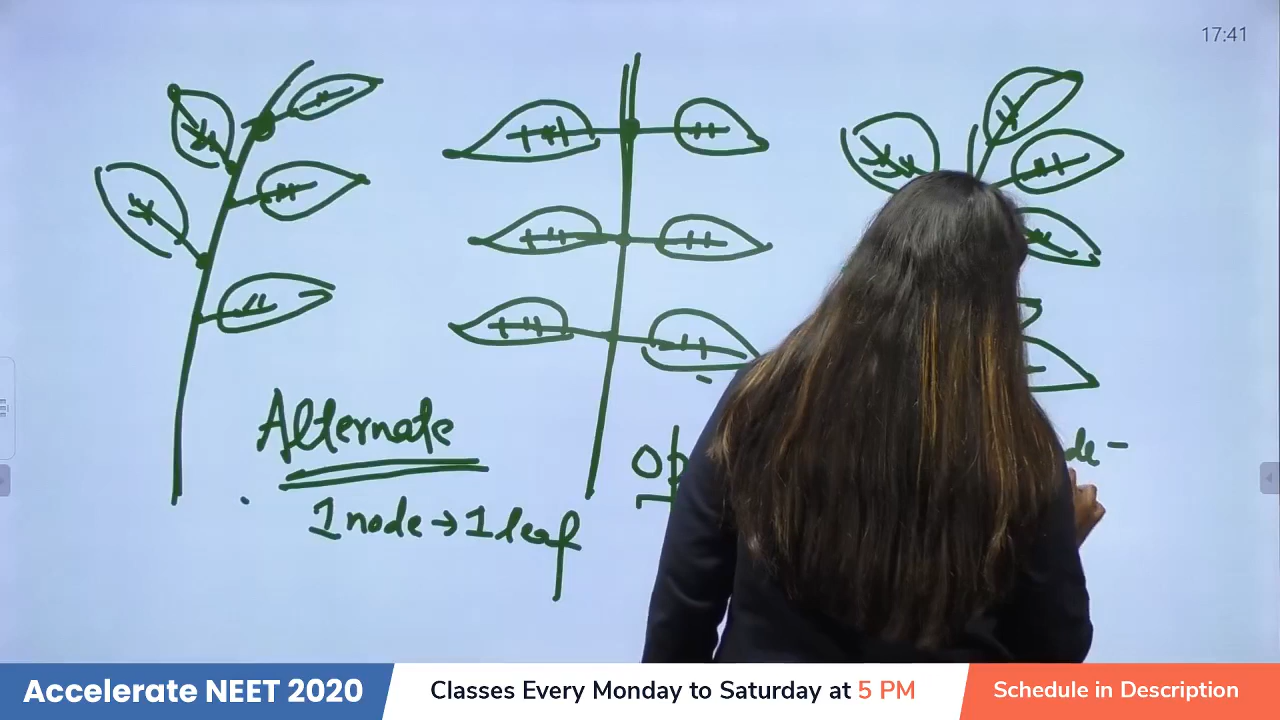 17:41
Alternate
1 node → 1 leaf
Accelerate NEET 2020
Classes Every Monday to Saturday at 5 PM
Schedule in Description